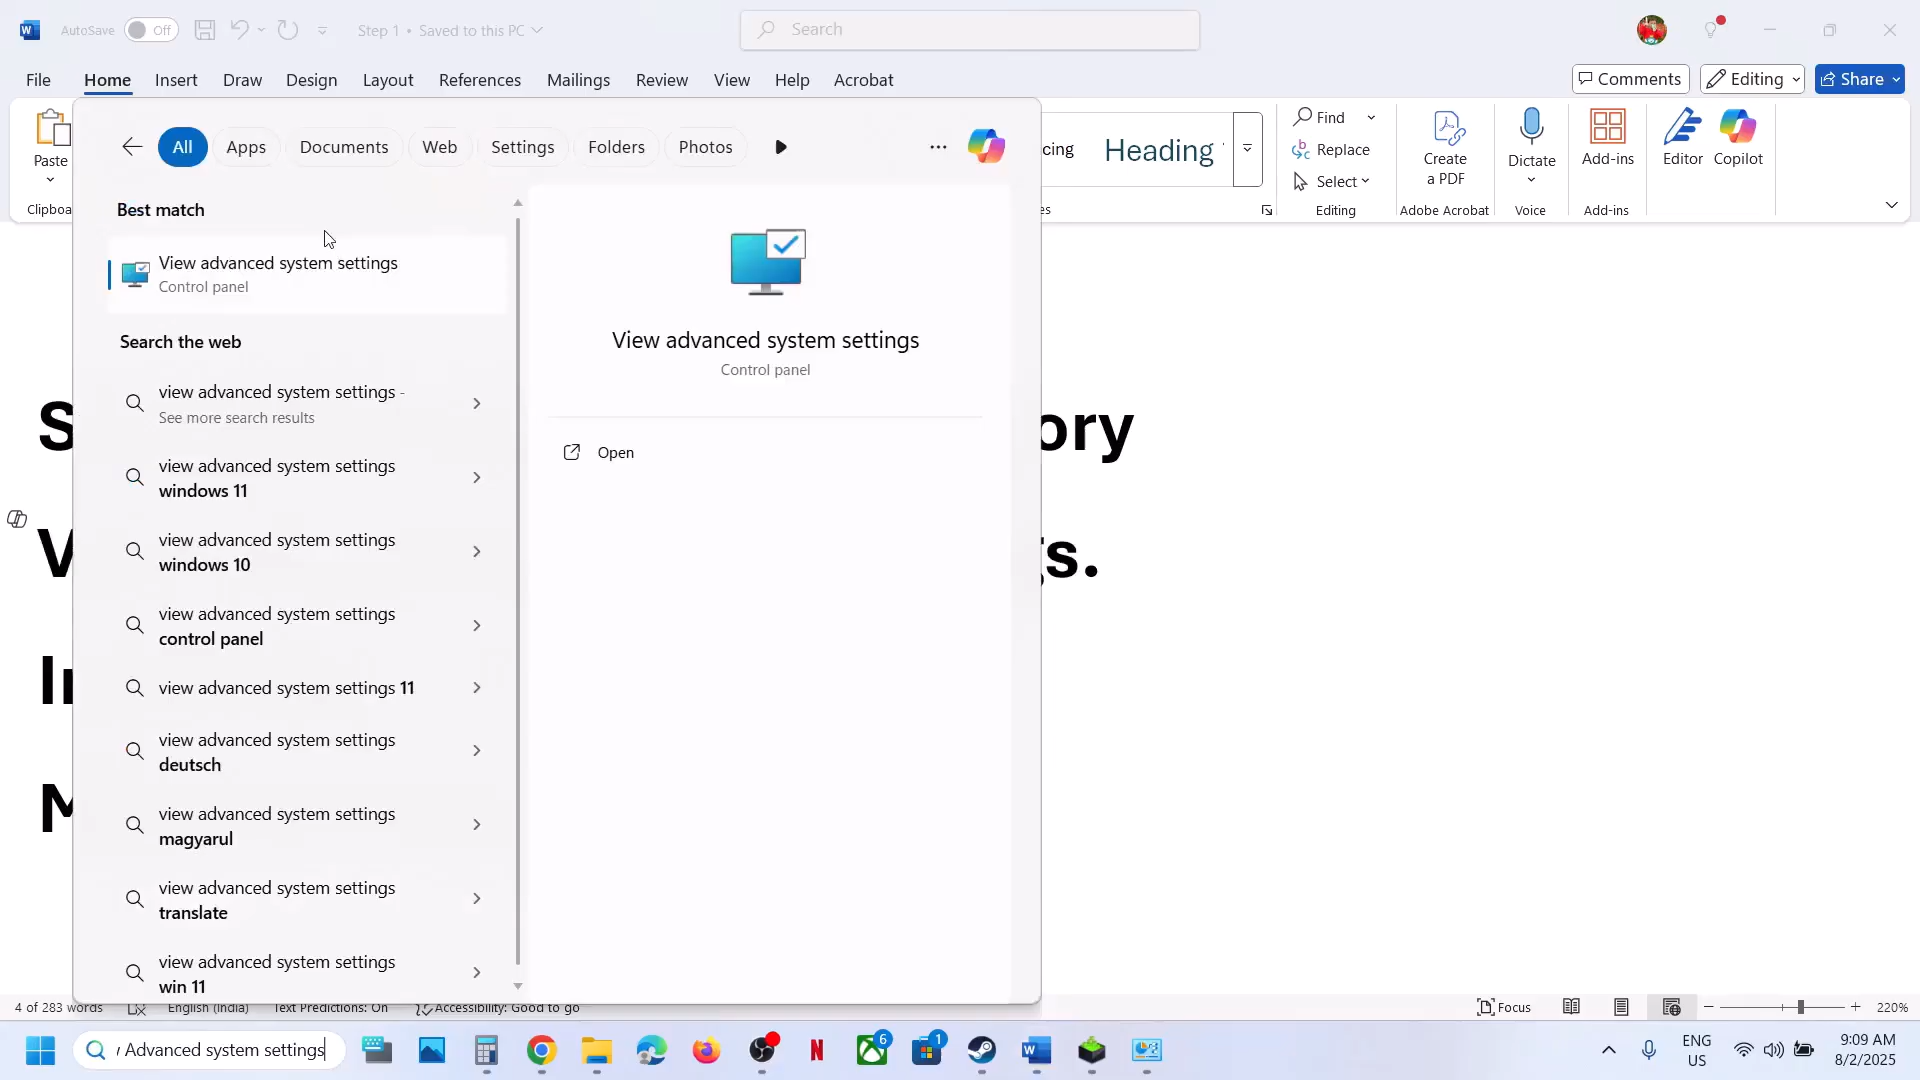 AutoSave Off Step 1 • Saved to this PC Search
File Home Insert Draw Design Layout References Mailings Review View Help Acrobat Comments Editing Share
Paste
Clipboa
cing Heading
es
Find
Replace
Select
Editing
Create
a PDF
Adobe Acrobat
Dictate
Voice
Add-ins
Add-ins
Editor Copilot
All Apps Documents Web Settings Folders Photos
Best match
View advanced system settings
Control panel
Search the web
view advanced system settings -
See more search results
view advanced system settings
windows 11
view advanced system settings
windows 10
view advanced system settings
control panel
view advanced system settings 11
view advanced system settings
deutsch
view advanced system settings
magyarul
view advanced system settings
translate
view advanced system settings
win 11
View advanced system settings
Control panel
Open
S ory
V gs.
In
M
4 of 283 words English (India) Text Predictions: On Accessibility: Good to go Focus 220%
Advanced system settings 6 1 ENG
US
9:09 AM
8/2/2025